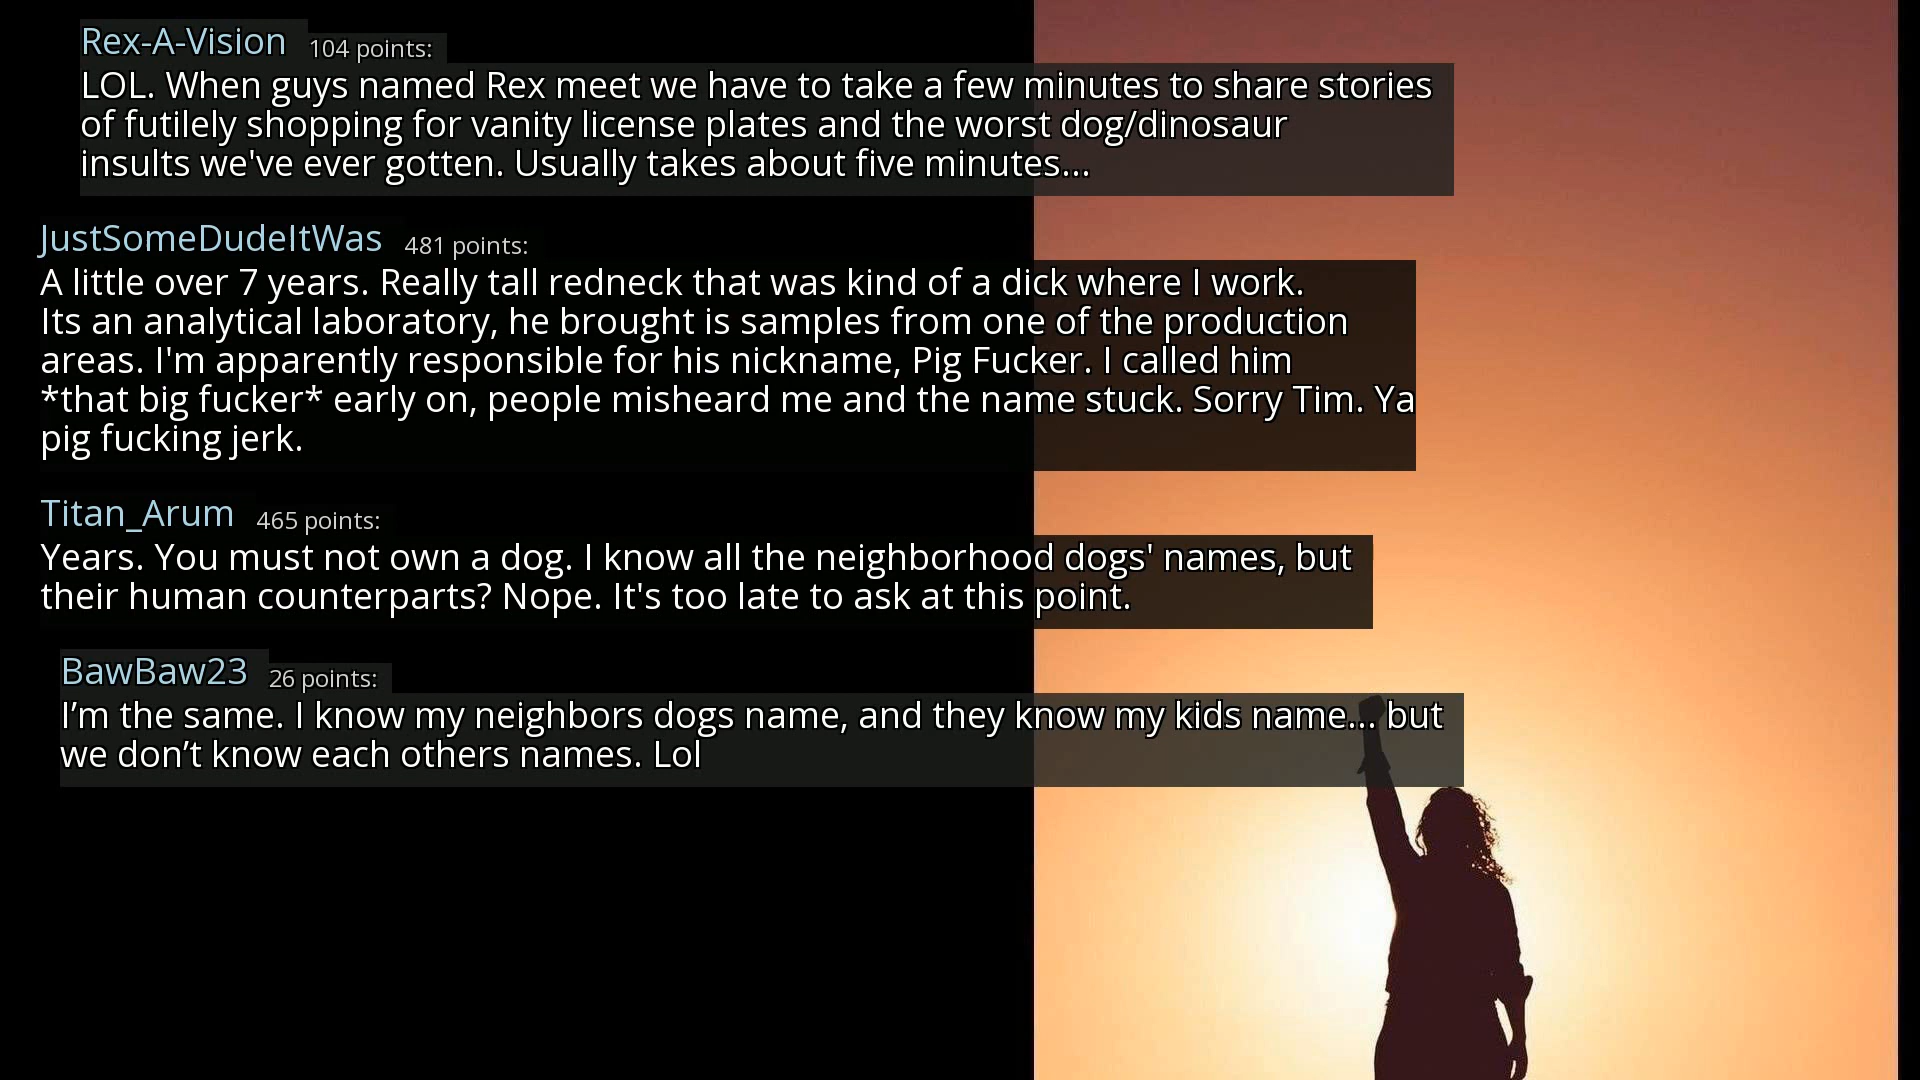 Rex-A-Vision 104 points:
LOL. When guys named Rex meet we have to take a few minutes to share stories
of futilely shopping for vanity license plates and the worst dog/dinosaur
insults we've ever gotten. Usually takes about five minutes...
JustSomeDudeItWas 481 points:
A little over 7 years. Really tall redneck that was kind of a dick where I work.
Its an analytical laboratory, he brought is samples from one of the production
areas. I'm apparently responsible for his nickname, Pig Fucker. I called him
*that big fucker* early on, people misheard me and the name stuck. Sorry Tim. Ya
pig fucking jerk.
Titan_Arum 465 points:
Years. You must not own a dog. I know all the neighborhood dogs' names, but
their human counterparts? Nope. It's too late to ask at this point.
BawBaw23 26 points:
I’m the same. I know my neighbors dogs name, and they know my kids name... but
we don’t know each others names. Lol